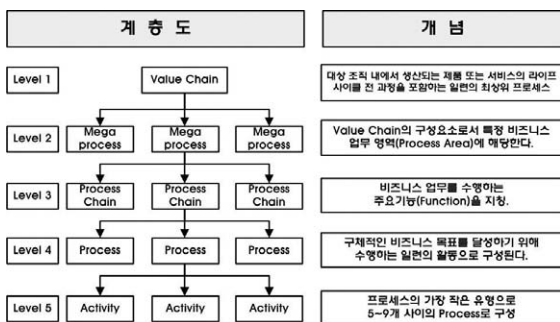 계 층 도
개 념
Level 1
Value Chain
대상 조직 내에서 생산되는 제품 또는 서비스의 라이프
사이클 전 과정을 포함하는 일련의 최상위 프로세스
Level 2
Mega
process
Mega
process
Mega
process
Value Chain의 구성요소로서 특정 비즈니스
업무 영역(Process Area)에 해당한다.
Level 3
Process
Chain
Process
Chain
Process
Chain
비즈니스 업무를 수행하는
주요기능(Function)을 지칭.
Level 4
Process
Process
Process
구체적인 비즈니스 목표를 달성하기 위해
수행하는 일련의 활동으로 구성된다.
Level 5
Activity
Activity
Activity
프로세스의 가장 작은 유형으로
5~9개 사이의 Process로 구성